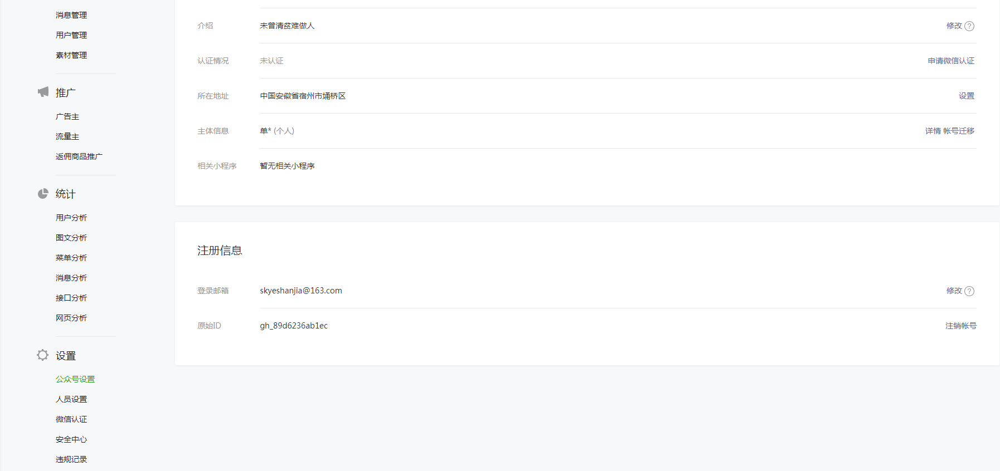 消息管理
用户管理
素材管理
推广
广告主
流量主
返佣商品推广
统计
用户分析
图文分析
菜单分析
消息分析
接口分析
网页分析
设置
公众号设置
人员设置
微信认证
安全中心
违规记录
介绍 未曾清贫难做人 修改 ?
认证情况 未认证 申请微信认证
所在地址 中国安徽省宿州市埇桥区 设置
主体信息 单* (个人) 详情 帐号迁移
相关小程序 暂无相关小程序
注册信息
登录邮箱 skyeshanjia@163.com 修改 ?
原始ID gh_89d6236ab1ec 注销帐号